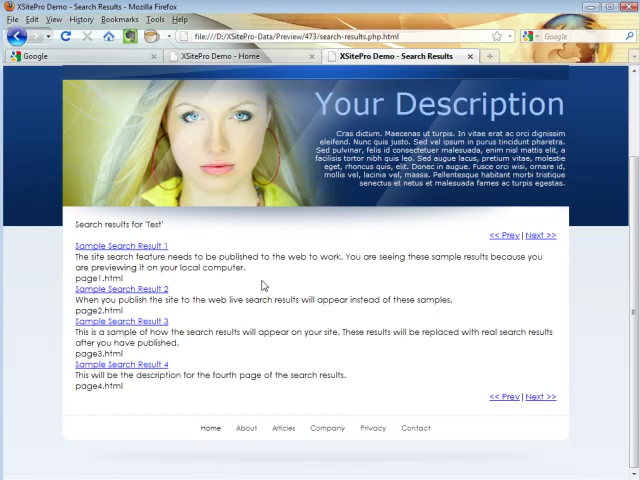 XSitePro Demo - Search Results - Mozilla Firefox
File Edit View History Bookmarks Tools Help
file:///D:/XSitePro-Data/Preview/473/search-results.php.html
Google
Google
XSitePro Demo - Home
XSitePro Demo - Search Results
Your Description
Cras dictum. Maecenas ut turpis. In vitae erat ac orci dignissim
eleifend. Nunc quis justo. Sed vel ipsum in purus tincidunt pharetra.
Sed pulvinar, felis id consectetuer malesuada, enim nisl mattis elit, a
facilisis tortor nibh quis leo. Sed augue lacus, pretium vitae, molestie
eget, rhoncus quis, elit. Donec in augue. Fusce orci wisi, ornare id,
mollis vel, lacinia vel, massa. Pellentesque habitant morbi tristique
senectus et netus et malesuada fames ac turpis egestas.
Search results for 'Test'
<< Prev | Next >>
Sample Search Result 1
The site search feature needs to be published to the web to work. You are seeing these sample results because you
are previewing it on your local computer.
page1.html
Sample Search Result 2
When you publish the site to the web live search results will appear instead of these samples.
page2.html
Sample Search Result 3
This is a sample of how the search results will appear on your site. These results will be replaced with real search results
after you have published.
page3.html
Sample Search Result 4
This will be the description for the fourth page of the search results.
page4.html
<< Prev | Next >>
Home About Articles Company Privacy Contact